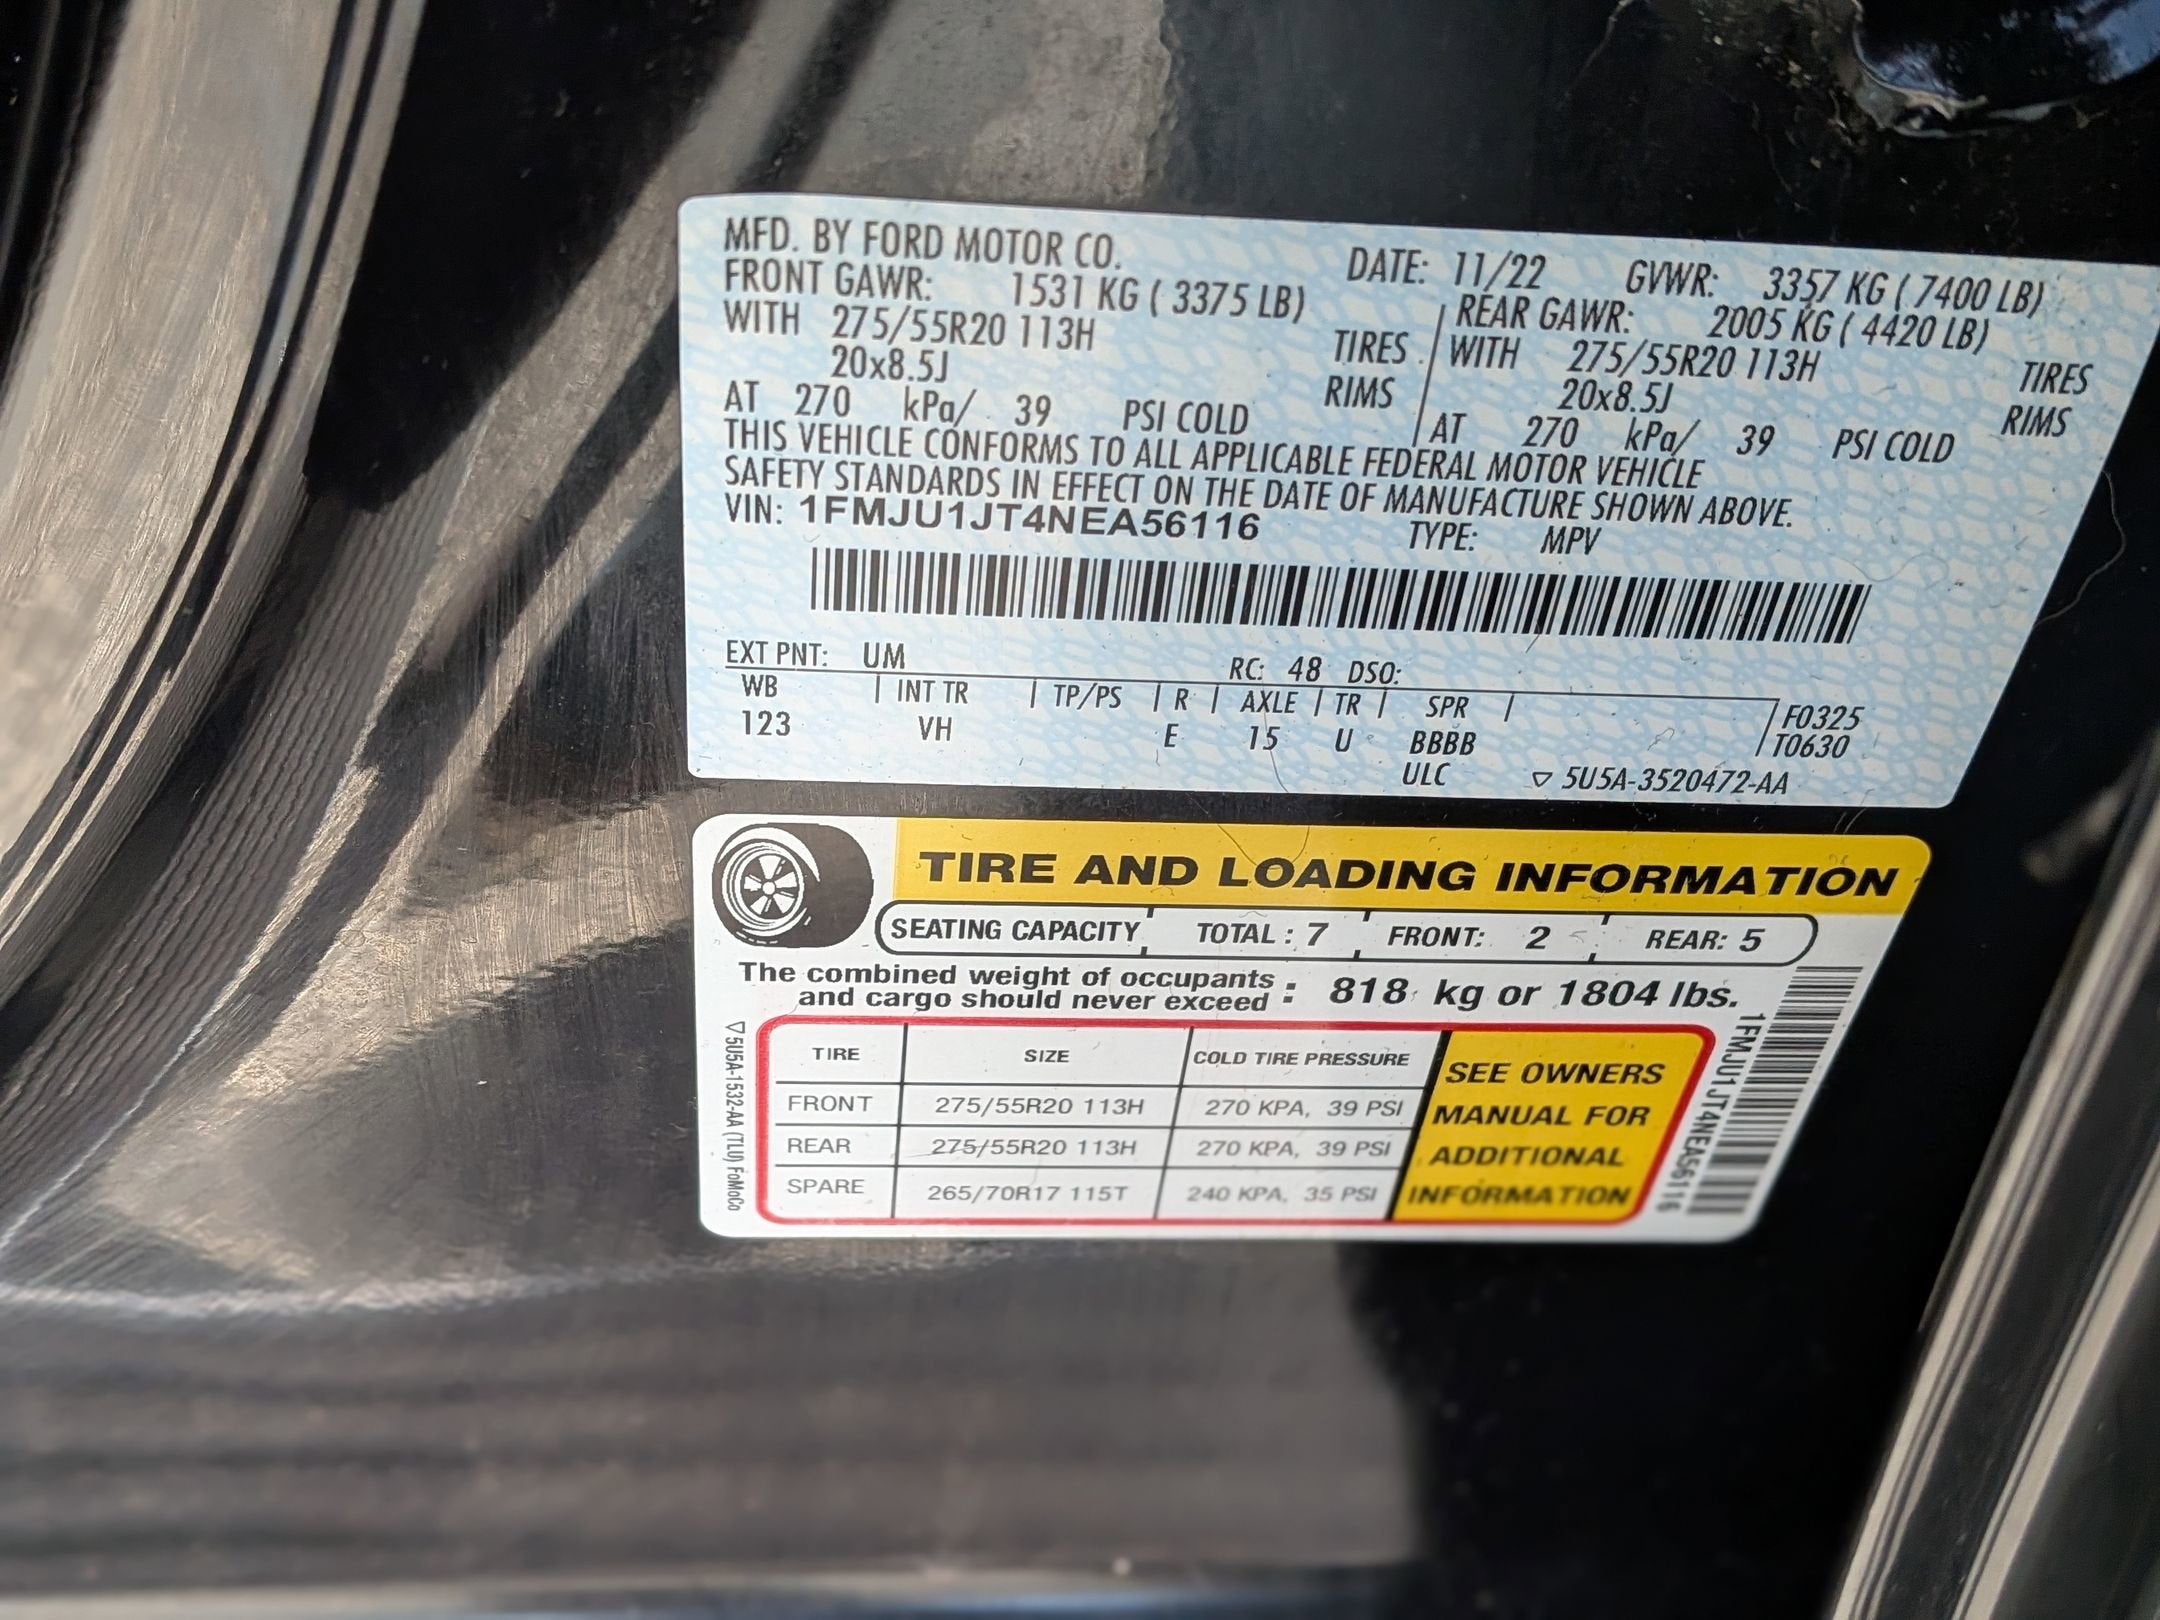 MFD. BY FORD MOTOR CO. DATE: 11/22 GVWR: 3357 KG ( 7400 LB)
FRONT GAWR: 1531 KG ( 3375 LB) REAR GAWR: 2005 KG ( 4420 LB)
WITH 275/55R20 113H TIRES WITH 275/55R20 113H TIRES
20x8.5J RIMS 20x8.5J RIMS
AT 270 kPa/ 39 PSI COLD AT 270 kPa/ 39 PSI COLD
THIS VEHICLE CONFORMS TO ALL APPLICABLE FEDERAL MOTOR VEHICLE
SAFETY STANDARDS IN EFFECT ON THE DATE OF MANUFACTURE SHOWN ABOVE.
VIN: 1FMJU1JT4NEA56116 TYPE: MPV
EXT PNT: UM RC: 48 DSO:
WB INT TR TP/PS R AXLE TR SPR F0325
123 VH E 15 U BBBB T0630
ULC 5U5A-3520472-AA
TIRE AND LOADING INFORMATION
SEATING CAPACITY TOTAL : 7 FRONT: 2 REAR: 5
The combined weight of occupants
and cargo should never exceed : 818 kg or 1804 lbs.
TIRE SIZE COLD TIRE PRESSURE
FRONT 275/55R20 113H 270 KPA, 39 PSI
REAR 275/55R20 113H 270 KPA, 39 PSI
SPARE 265/70R17 115T 240 KPA, 35 PSI
SEE OWNERS
MANUAL FOR
ADDITIONAL
INFORMATION
5U5A-1532-AA (TLU) FoMoCo
1FMJU1JT4NEA56116